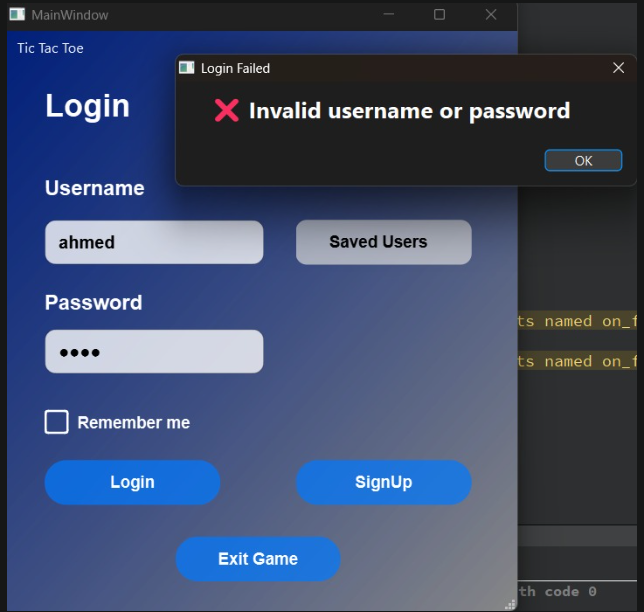 MainWindow
Tic Tac Toe
Login
Login Failed
❌ Invalid username or password
OK
Username
ahmed
Saved Users
Password
••••
Remember me
Login
SignUp
Exit Game
ts named on_f
ts named on_f
th code 0